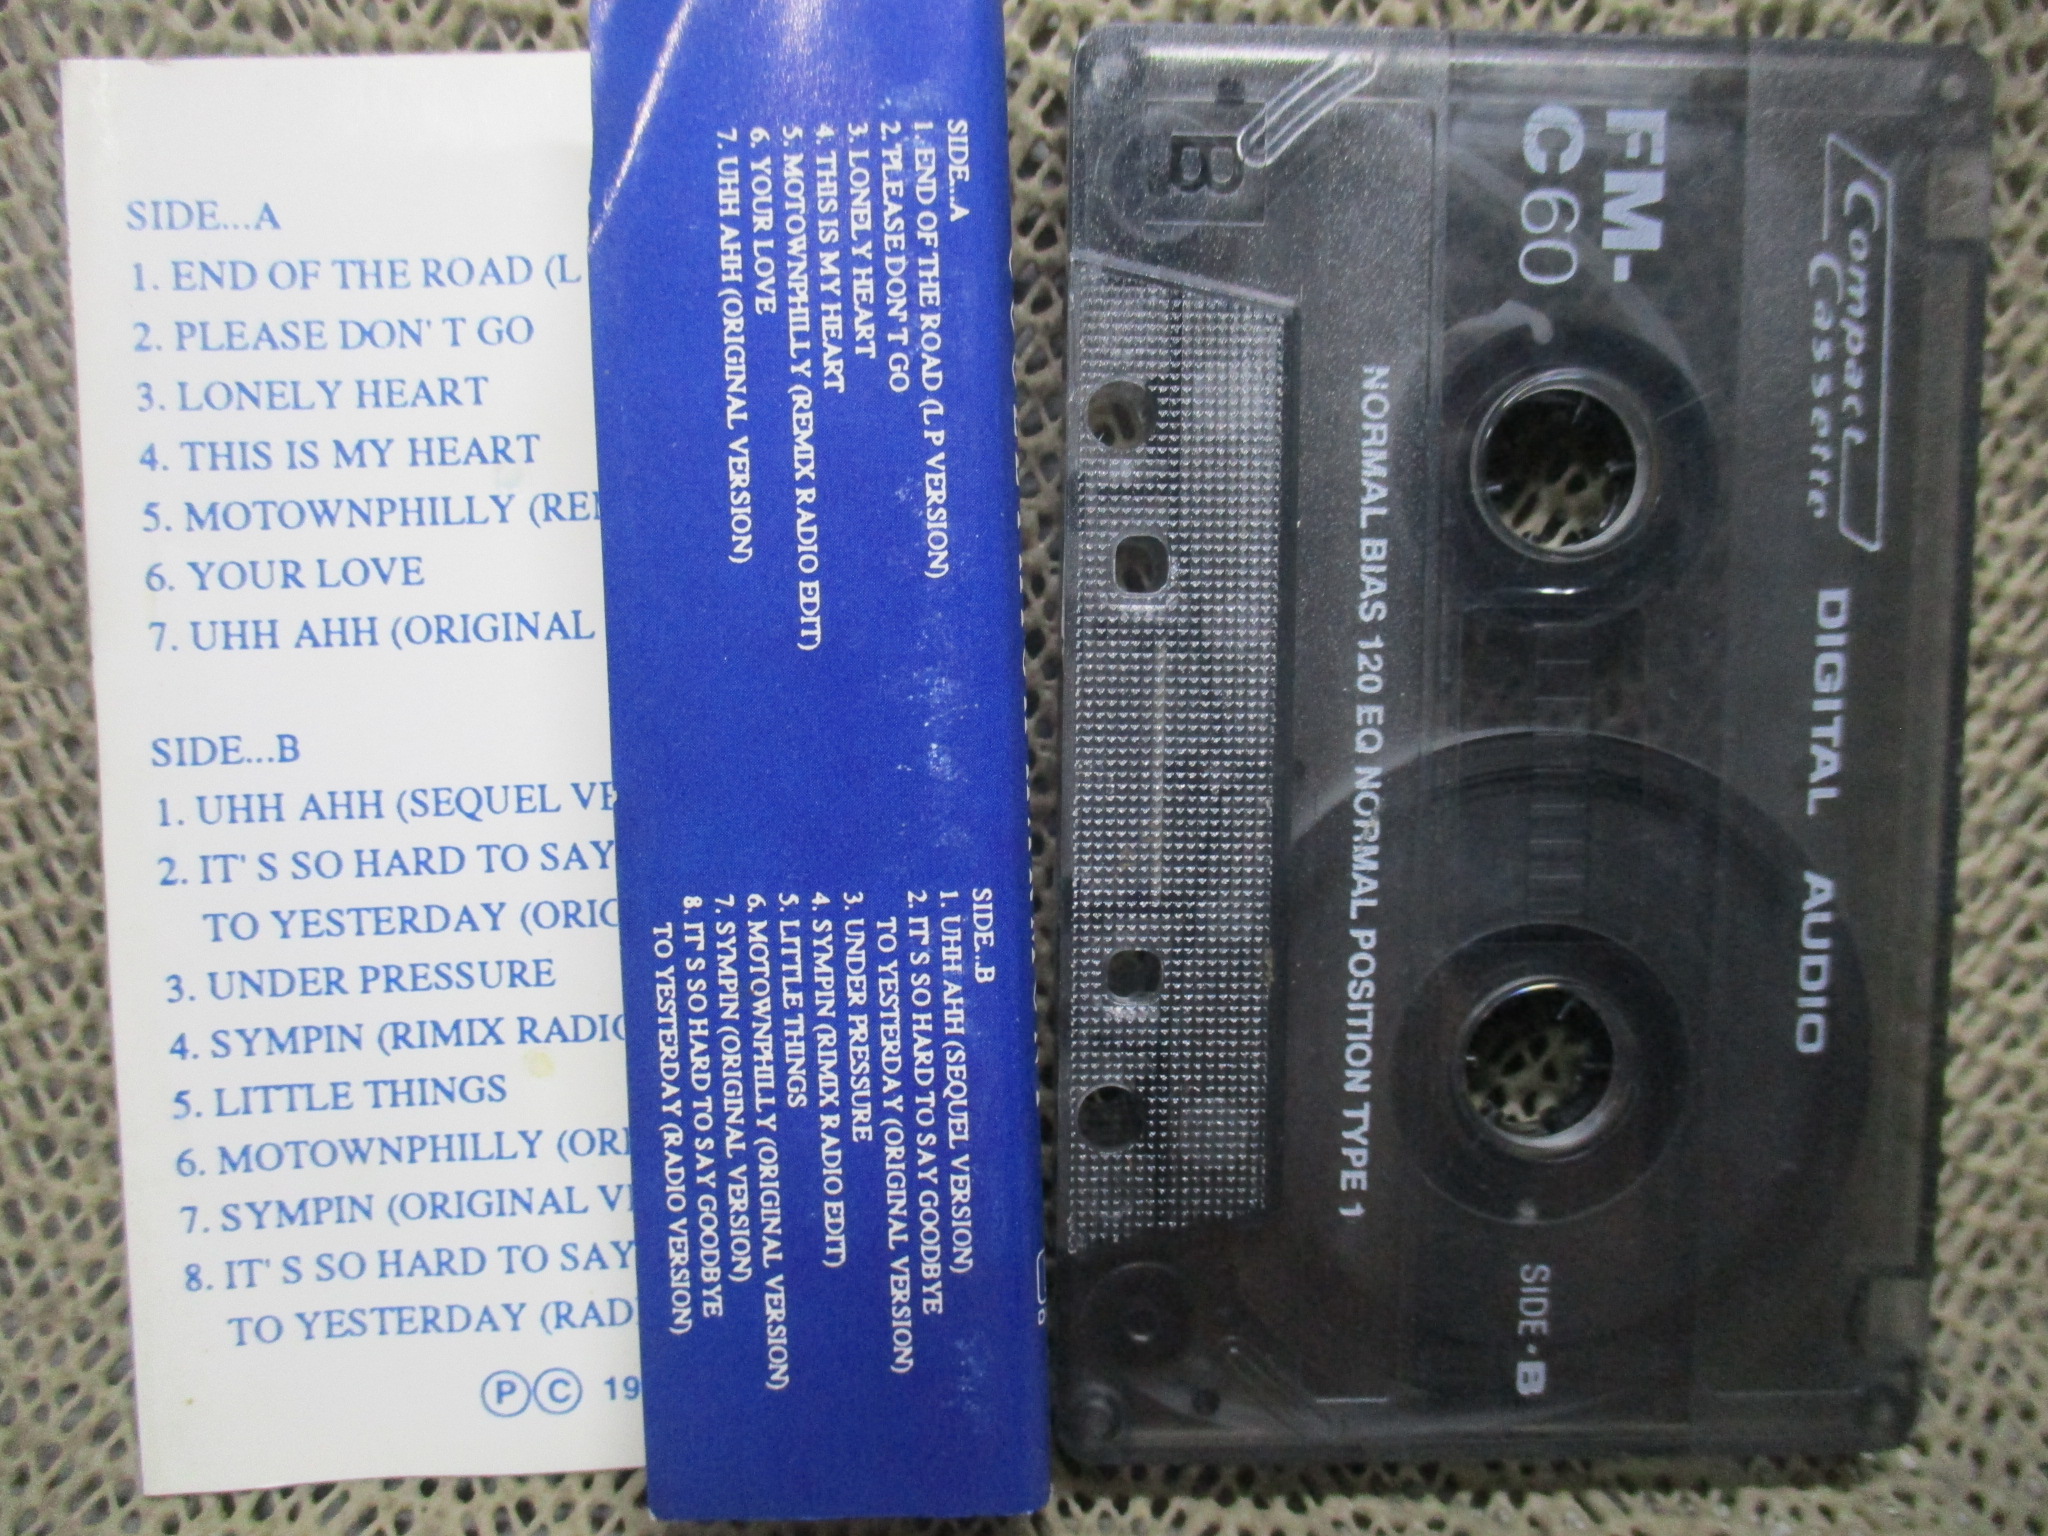 SIDE...A
1. END OF THE ROAD (L
2. PLEASE DON' T GO
3. LONELY HEART
4. THIS IS MY HEART
5. MOTOWNPHILLY (REI
6. YOUR LOVE
7. UHH AHH (ORIGINAL
SIDE...B
1. UHH AHH (SEQUEL
2. IT' S SO HARD TO SAY
TO YESTERDAY (ORIG
3. UNDER PRESSURE
4. SYMPIN (RIMIX RADIO
5. LITTLE THINGS
6. MOTOWNPHILLY (ORI
7. SYMPIN (ORIGINAL
8. IT' S SO HARD TO SAY
TO YESTERDAY (RAD
Ⓟ© 19
SIDE...A
1. END OF THE ROAD (L P VERSION)
2. PLEASE DON' T GO
3. LONELY HEART
4. THIS IS MY HEART
5. MOTOWNPHILLY (REMIX RADIO EDIT)
6. YOUR LOVE
7. UHH AHH (ORIGINAL VERSION)
SIDE..B
1. UHH AHH (SEQUEL VERSION)
2. IT' S SO HARD TO SAY GOODBYE
TO YESTERDAY (ORIGINAL VERSION)
3. UNDER PRESSURE
4. SYMPIN (RIMIX RADIO EDIT)
5. LITTLE THINGS
6. MOTOWNPHILLY (ORIGINAL VERSION)
7. SYMPIN (ORIGINAL VERSION)
8. IT' S SO HARD TO SAY GOODBYE
TO YESTERDAY (RADIO VERSION)
Compact
Cassette
DIGITAL AUDIO
FM-
C60
SIDE·B
NORMAL BIAS 120 EQ NORMAL POSITION TYPE 1
B